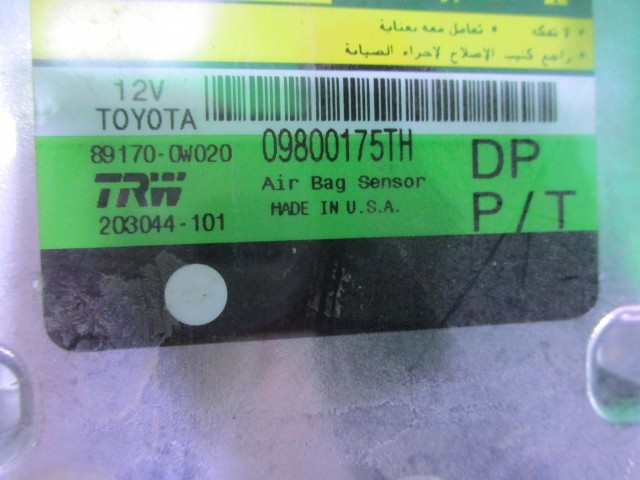 • لا تفكه • تعامل معه بعناية
• راجع كتيب الإصلاح لإجراء الصيانة
12V
TOYOTA
89170-0W020
09800175TH
DP
TRW
Air Bag Sensor
203044-101
MADE IN U.S.A.
P/T